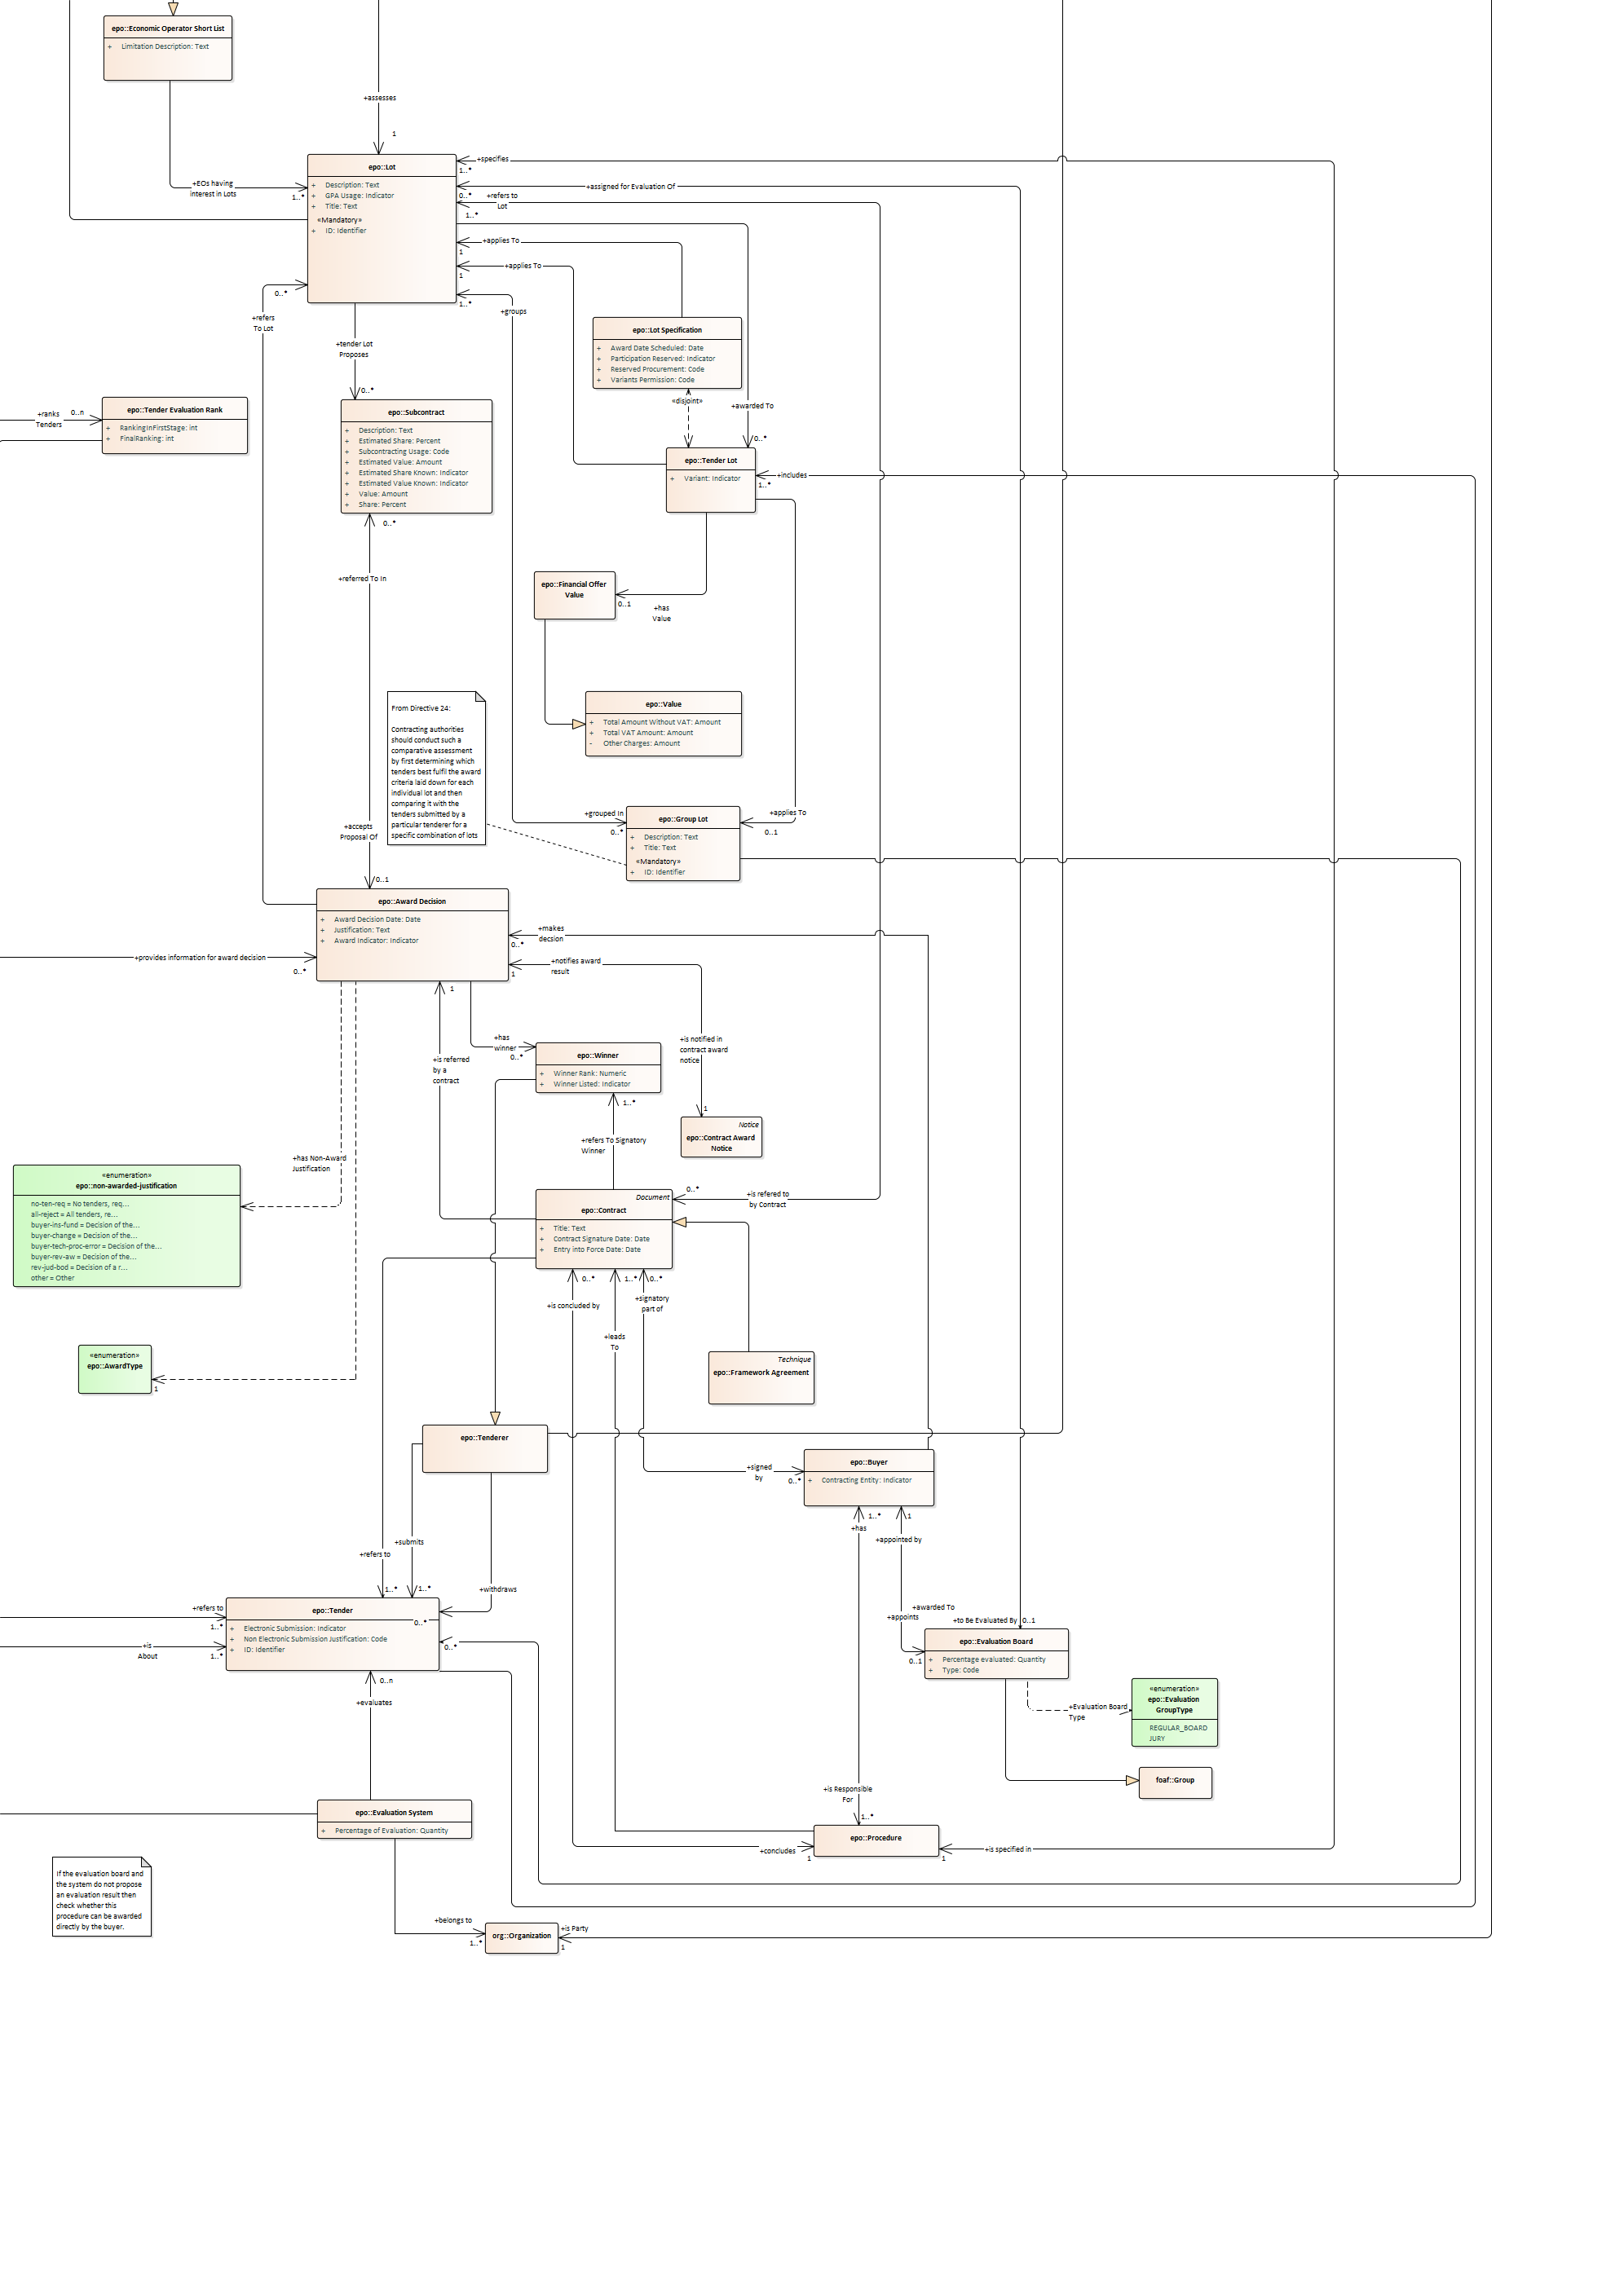 epo::Economic Operator Short List
+ Limitation Description: Text
+assesses
1
+specifies
1..*
epo::Lot
+ Description: Text
+ GPA Usage: Indicator
+ Title: Text
«Mandatory»
+ ID: Identifier
+EOs having
interest in Lots
1..*
+assigned for Evaluation Of
0..*
+refers to
Lot
1..*
+applies To
1
+applies To
1
1..*
+groups
0..*
+refers
To Lot
+tender Lot
Proposes
0..*
epo::Lot Specification
+ Award Date Scheduled: Date
+ Participation Reserved: Indicator
+ Reserved Procurement: Code
+ Variants Permission: Code
«disjoint»
+awarded To
0..*
+ranks
Tenders
0..n
epo::Tender Evaluation Rank
+ RankingInFirstStage: int
+ FinalRanking: int
epo::Subcontract
+ Description: Text
+ Estimated Share: Percent
+ Subcontracting Usage: Code
+ Estimated Value: Amount
+ Estimated Share Known: Indicator
+ Estimated Value Known: Indicator
+ Value: Amount
+ Share: Percent
0..*
epo::Tender Lot
+ Variant: Indicator
+includes
1..*
+referred To In
epo::Financial Offer
Value
0..1
+has
Value
From Directive 24:
Contracting authorities
should conduct such a
comparative assessment
by first determining which
tenders best fulfil the award
criteria laid down for each
individual lot and then
comparing it with the
tenders submitted by a
particular tenderer for a
specific combination of lots
epo::Value
+ Total Amount Without VAT: Amount
+ Total VAT Amount: Amount
- Other Charges: Amount
+grouped In
0..*
epo::Group Lot
+ Description: Text
+ Title: Text
«Mandatory»
+ ID: Identifier
+applies To
0..1
+accepts
Proposal Of
0..1
epo::Award Decision
+ Award Decision Date: Date
+ Justification: Text
+ Award Indicator: Indicator
+provides information for award decision
0..*
+makes
decsion
0..*
+notifies award
result
1
1
+is referred
by a
contract
+has
winner
0..*
epo::Winner
+ Winner Rank: Numeric
+ Winner Listed: Indicator
+is notified in
contract award
notice
1
1..*
+refers To Signatory
Winner
Notice
epo::Contract Award
Notice
+has Non-Award
Justification
«enumeration»
epo::non-awarded-justification
no-ten-req = No tenders, req...
all-reject = All tenders, re...
buyer-ins-fund = Decision of the...
buyer-change = Decision of the...
buyer-tech-proc-error = Decision of the...
buyer-rev-aw = Decision of the...
rev-jud-bod = Decision of a r...
other = Other
Document
epo::Contract
+ Title: Text
+ Contract Signature Date: Date
+ Entry into Force Date: Date
0..*
+is refered to
by Contract
0..*
+is concluded by
1..*
+leads
To
0..*
+signatory
part of
«enumeration»
epo::AwardType
1
Technique
epo::Framework Agreement
epo::Tenderer
+signed
by
0..*
epo::Buyer
+ Contracting Entity: Indicator
1..*
+has
1
+appointed by
+submits
1..*
+refers to
1..*
+withdraws
0..*
+refers to
1..*
+is
About
1..*
epo::Tender
+ Electronic Submission: Indicator
+ Non Electronic Submission Justification: Code
+ ID: Identifier
0..*
0..n
+evaluates
+awarded To
+appoints
0..1
+to Be Evaluated By
0..1
epo::Evaluation Board
+ Percentage evaluated: Quantity
+ Type: Code
+Evaluation Board
Type
«enumeration»
epo::Evaluation
GroupType
REGULAR_BOARD
JURY
foaf::Group
+is Responsible
For
1..*
epo::Evaluation System
+ Percentage of Evaluation: Quantity
epo::Procedure
+concludes
1
+is specified in
1
If the evaluation board and
the system do not propose
an evaluation result then
check whether this
procedure can be awarded
directly by the buyer.
+belongs to
1..*
org::Organization
+is Party
1